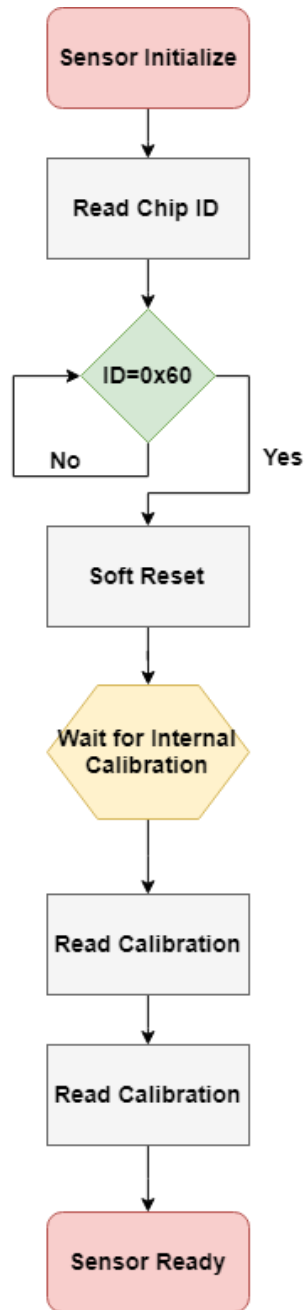 Sensor Initialize
Read Chip ID
ID=0x60
No
Yes
Soft Reset
Wait for Internal
Calibration
Read Calibration
Read Calibration
Sensor Ready